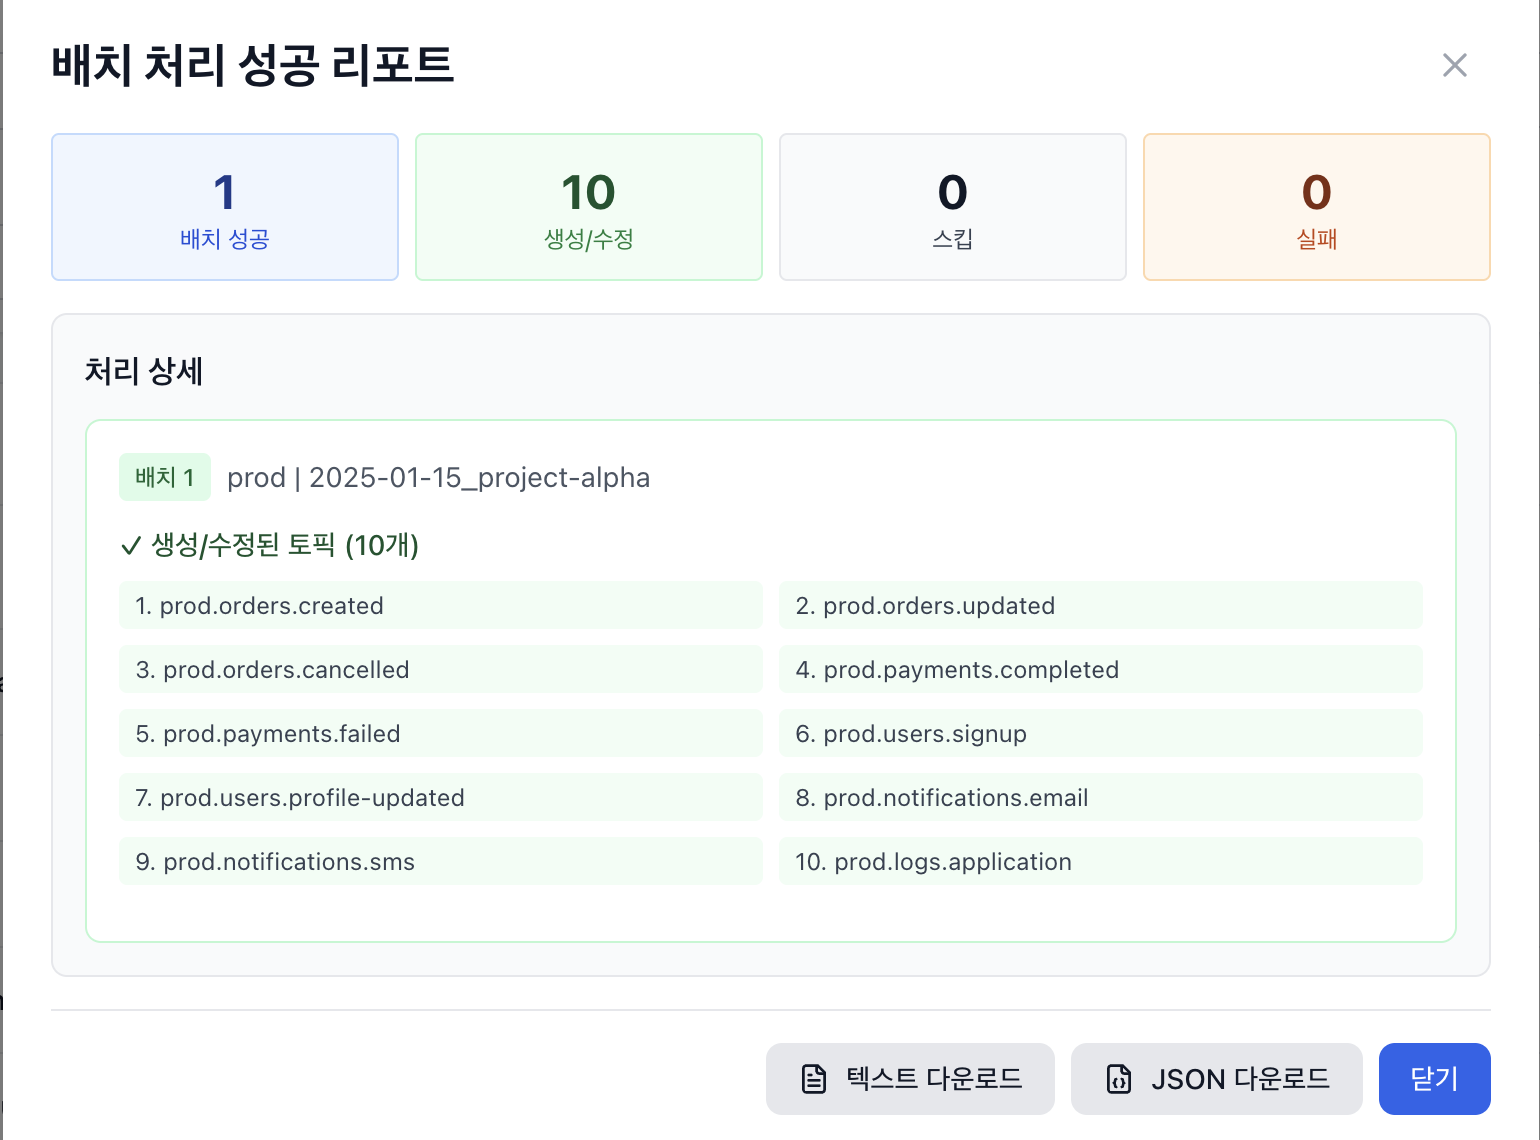 배치 처리 성공 리포트
1
배치 성공
10
생성/수정
0
스킵
0
실패
처리 상세
배치 1 prod | 2025-01-15_project-alpha
✓ 생성/수정된 토픽 (10개)
1. prod.orders.created
2. prod.orders.updated
3. prod.orders.cancelled
4. prod.payments.completed
5. prod.payments.failed
6. prod.users.signup
7. prod.users.profile-updated
8. prod.notifications.email
9. prod.notifications.sms
10. prod.logs.application
텍스트 다운로드
JSON 다운로드
닫기